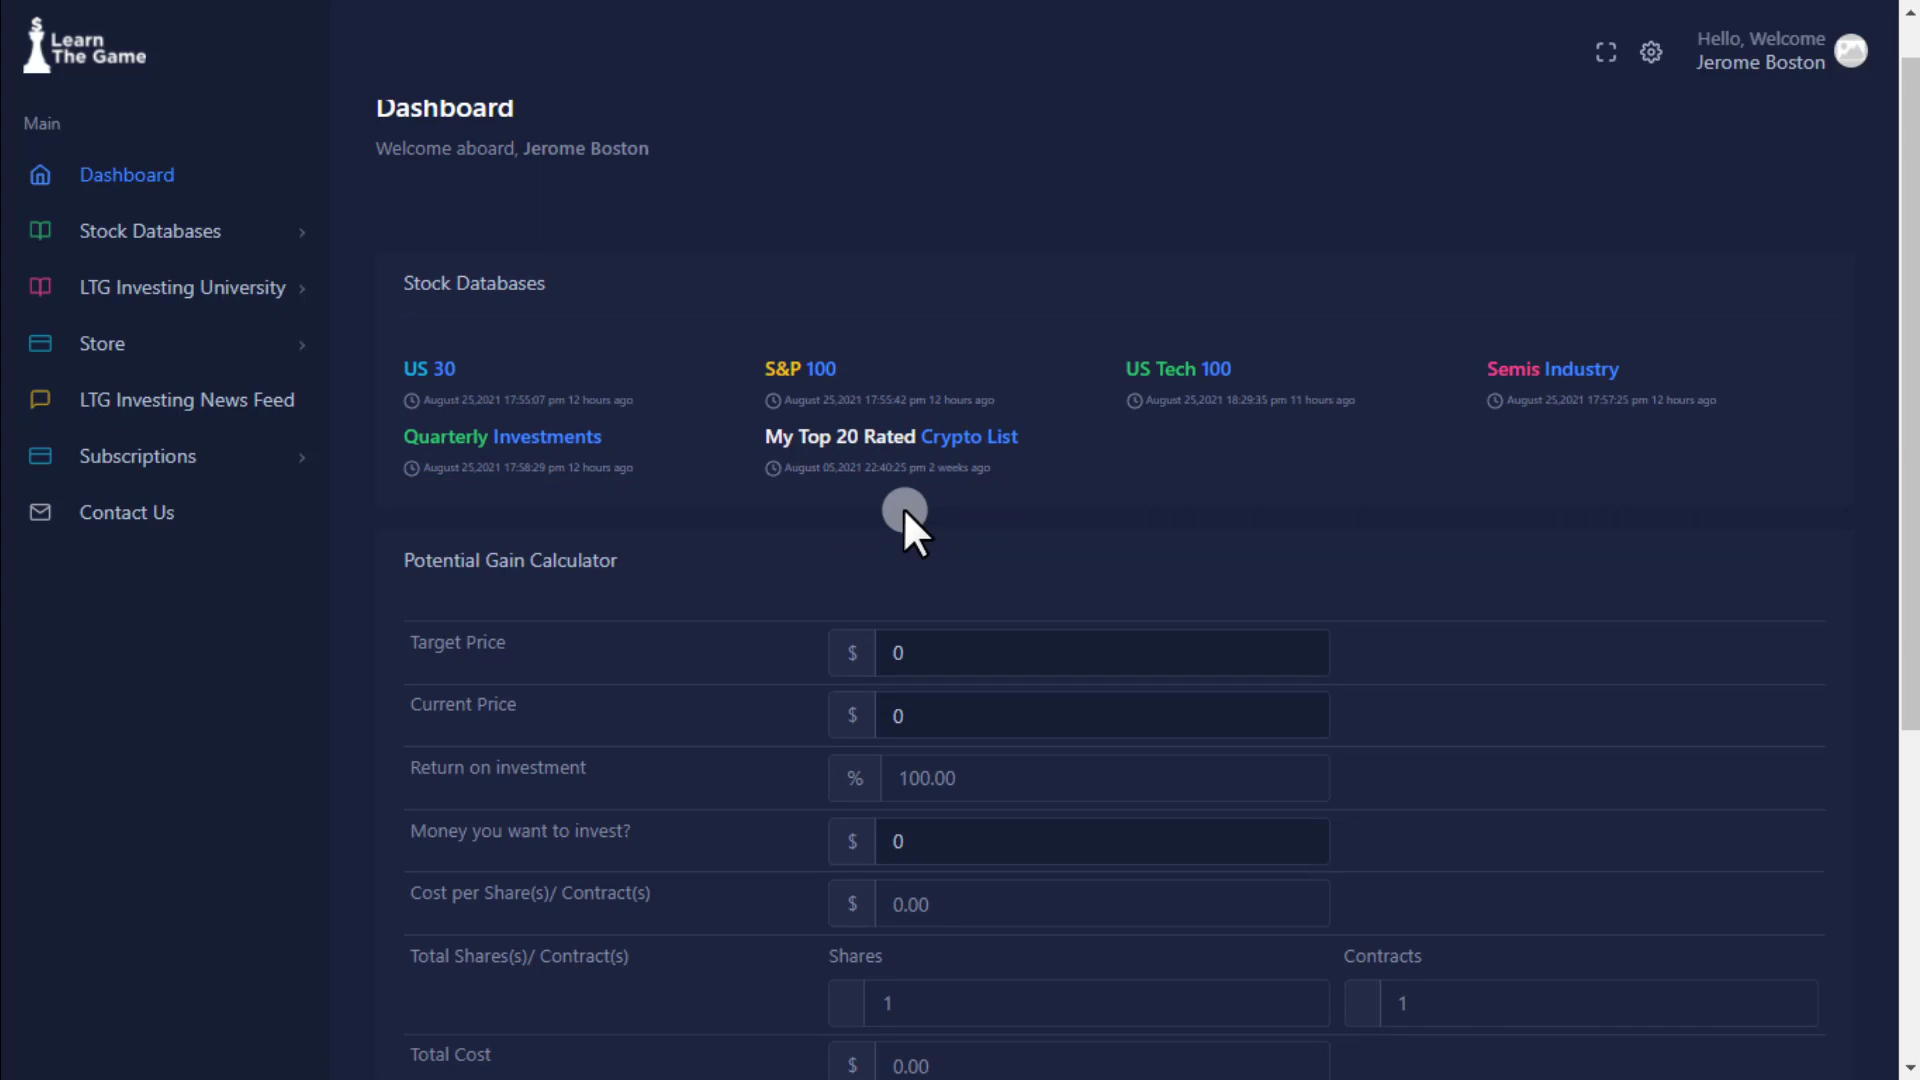 $
Learn
The Game
Hello, Welcome
Jerome Boston
Main
Dashboard
Stock Databases
LTG Investing University
Store
LTG Investing News Feed
Subscriptions
Contact Us
Dashboard
Welcome aboard, Jerome Boston
Stock Databases
US 30
August 25,2021 17:55:07 pm 12 hours ago
S&P 100
August 25,2021 17:55:42 pm 12 hours ago
US Tech 100
August 25,2021 18:29:35 pm 11 hours ago
Semis Industry
August 25,2021 17:57:25 pm 12 hours ago
Quarterly Investments
August 25,2021 17:58:29 pm 12 hours ago
My Top 20 Rated Crypto List
August 05,2021 22:40:25 pm 2 weeks ago
Potential Gain Calculator
Target Price $ 0
Current Price $ 0
Return on investment % 100.00
Money you want to invest? $ 0
Cost per Share(s)/ Contract(s) $ 0.00
Total Shares(s)/ Contract(s) Shares Contracts
1 1
Total Cost $ 0.00